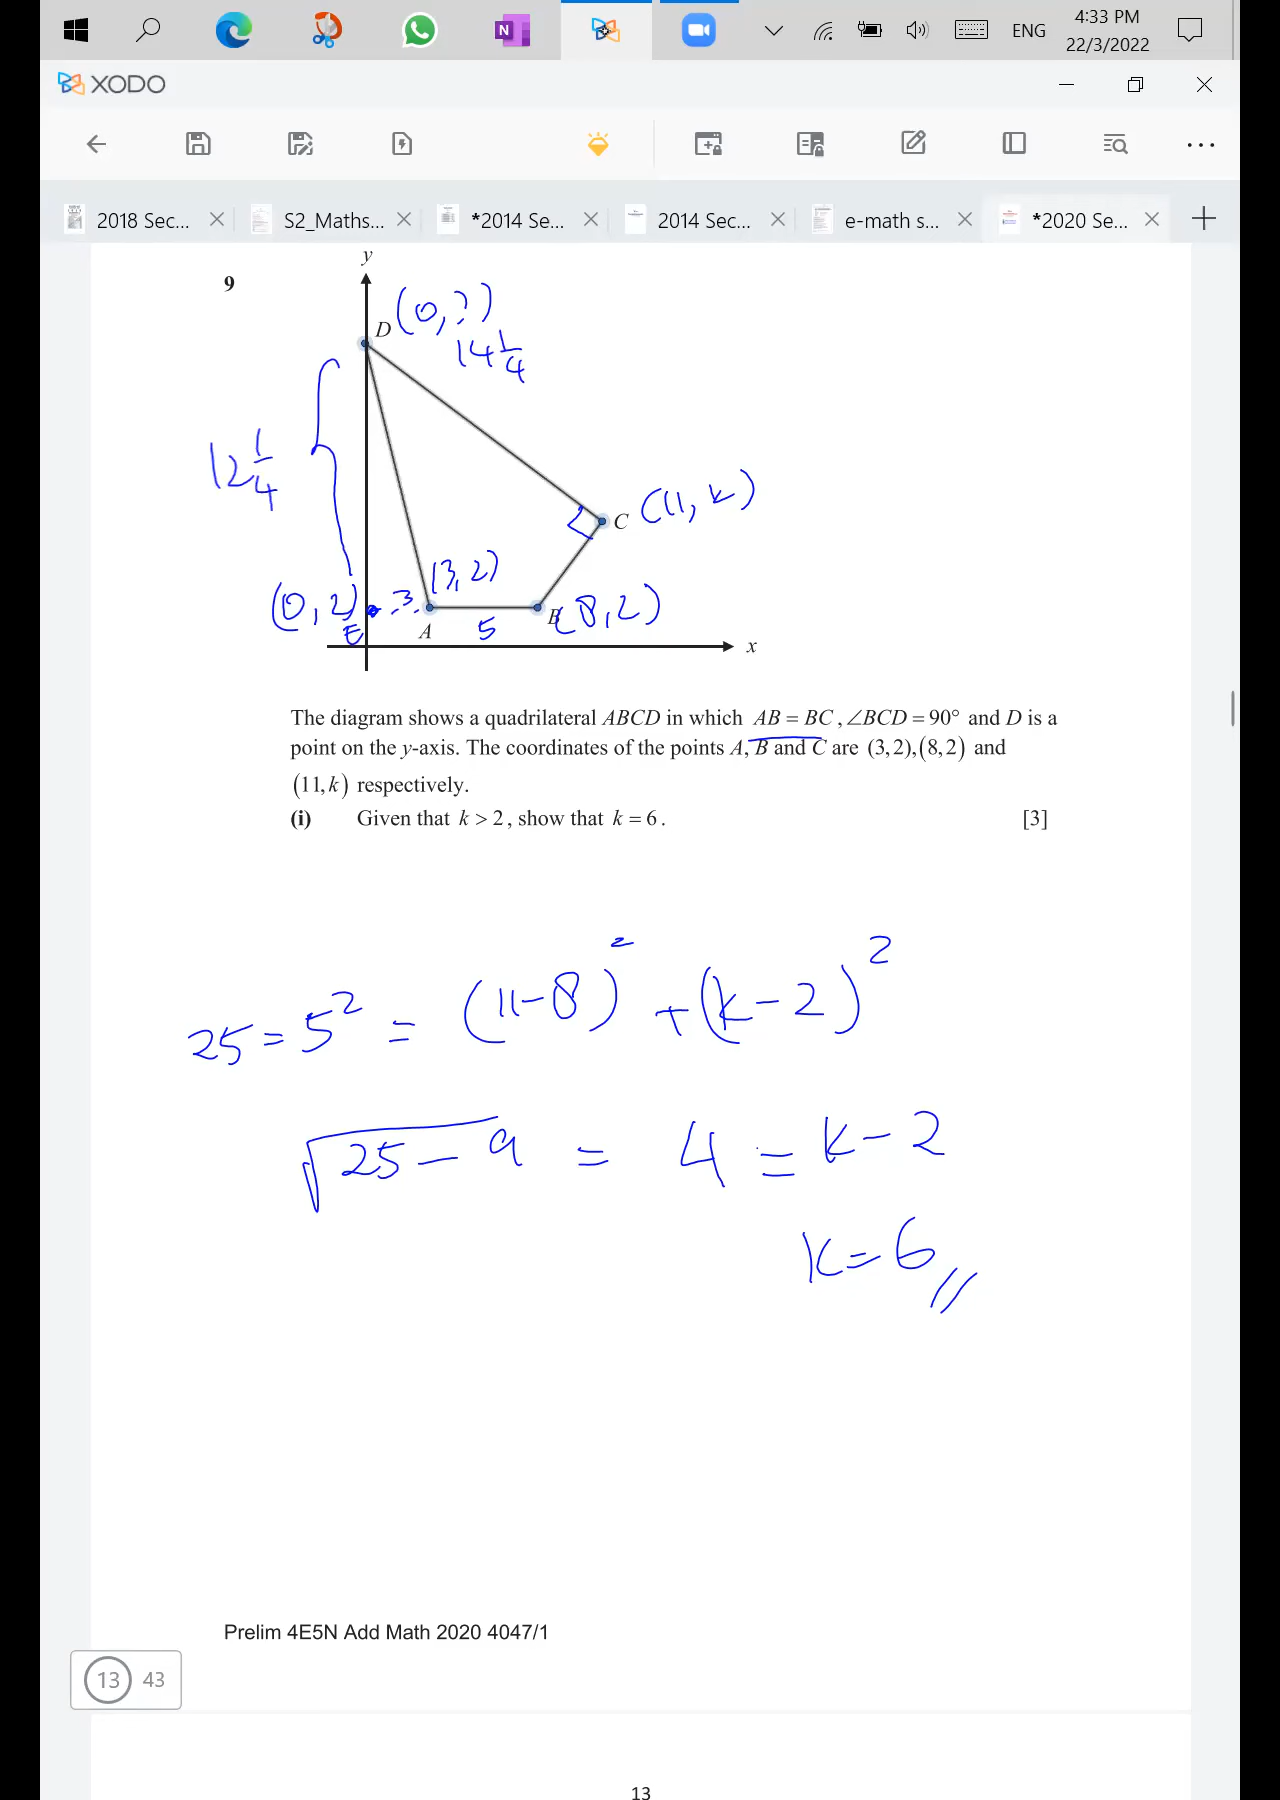 4:33 PM
ENG
22/3/2022
XODO
2018 Sec...
S2_Maths...
*2014 Se...
2014 Sec...
e-math s...
*2020 Se...
y
9
D (0, ?)
14 1/4
12 1/4
C (11, k)
(3, 2)
(0, 2) 3
E A 5 B (8, 2)
x
The diagram shows a quadrilateral ABCD in which AB = BC, ∠BCD = 90° and D is a
point on the y-axis. The coordinates of the points A, B and C are (3, 2), (8, 2) and
(11, k) respectively.
(i) Given that k > 2, show that k = 6. [3]
25 = 5² = (11-8)² + (k-2)²
√25-9 = 4 = k-2
k = 6
Prelim 4E5N Add Math 2020 4047/1
13 43
13